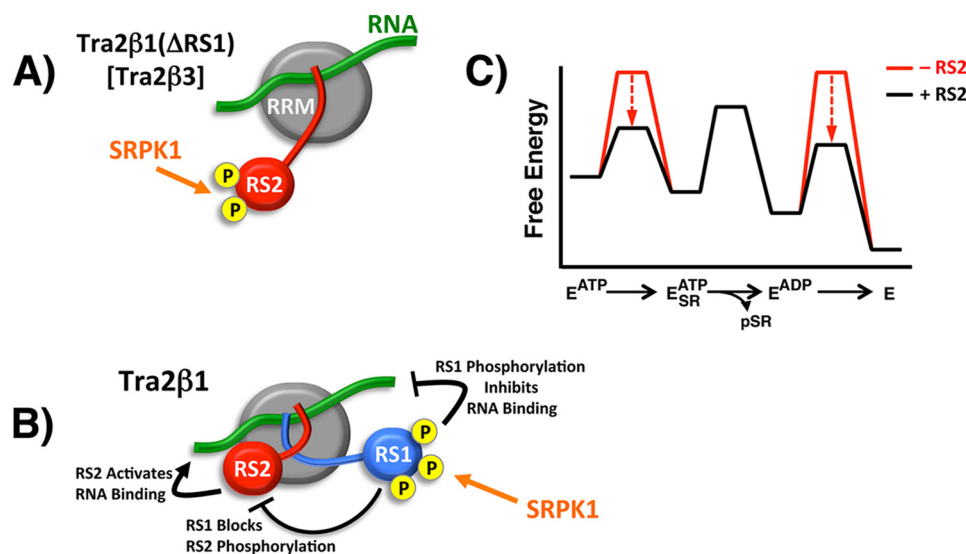 A)
Tra2β1(ΔRS1)
[Tra2β3]
RNA
RRM
SRPK1
P
P
RS2
B)
Tra2β1
RS1 Phosphorylation
Inhibits
RNA Binding
RS2
RS1
P
P
P
RS2 Activates
RNA Binding
RS1 Blocks
RS2 Phosphorylation
SRPK1
C)
– RS2
+ RS2
Free Energy
E^ATP E^ATP_SR E^ADP E
pSR